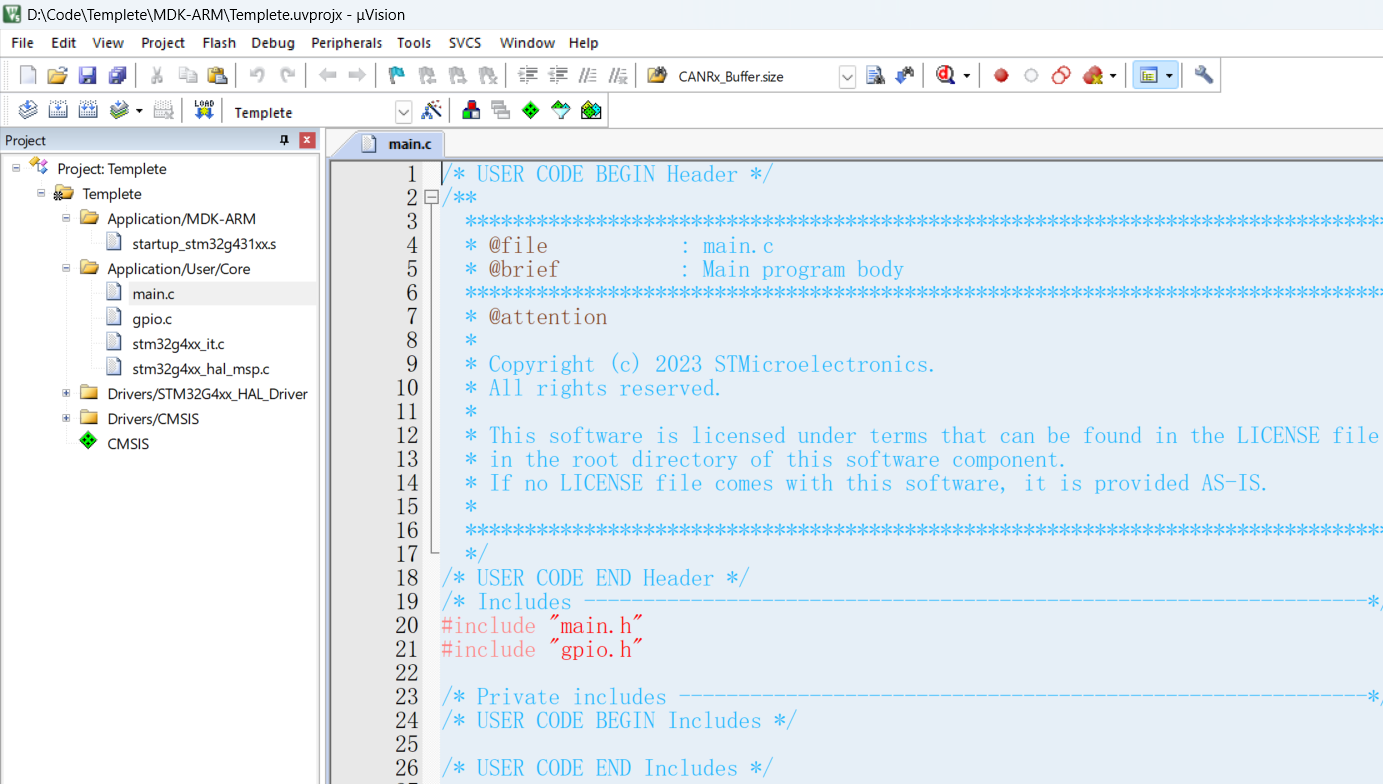 D:\Code\Templete\MDK-ARM\Templete.uvprojx - µVision
File Edit View Project Flash Debug Peripherals Tools SVCS Window Help
CANRx_Buffer.size
LOAD
Templete
Project
main.c
Project: Templete
Templete
Application/MDK-ARM
startup_stm32g431xx.s
Application/User/Core
main.c
gpio.c
stm32g4xx_it.c
stm32g4xx_hal_msp.c
Drivers/STM32G4xx_HAL_Driver
Drivers/CMSIS
CMSIS
1 /* USER CODE BEGIN Header */
2 /**
3 ******************************************************************************
4 * @file : main.c
5 * @brief : Main program body
6 ******************************************************************************
7 * @attention
8 *
9 * Copyright (c) 2023 STMicroelectronics.
10 * All rights reserved.
11 *
12 * This software is licensed under terms that can be found in the LICENSE file
13 * in the root directory of this software component.
14 * If no LICENSE file comes with this software, it is provided AS-IS.
15 *
16 ******************************************************************************
17 */
18 /* USER CODE END Header */
19 /* Includes ------------------------------------------------------------------*/
20 #include "main.h"
21 #include "gpio.h"
22
23 /* Private includes ----------------------------------------------------------*/
24 /* USER CODE BEGIN Includes */
25
26 /* USER CODE END Includes */